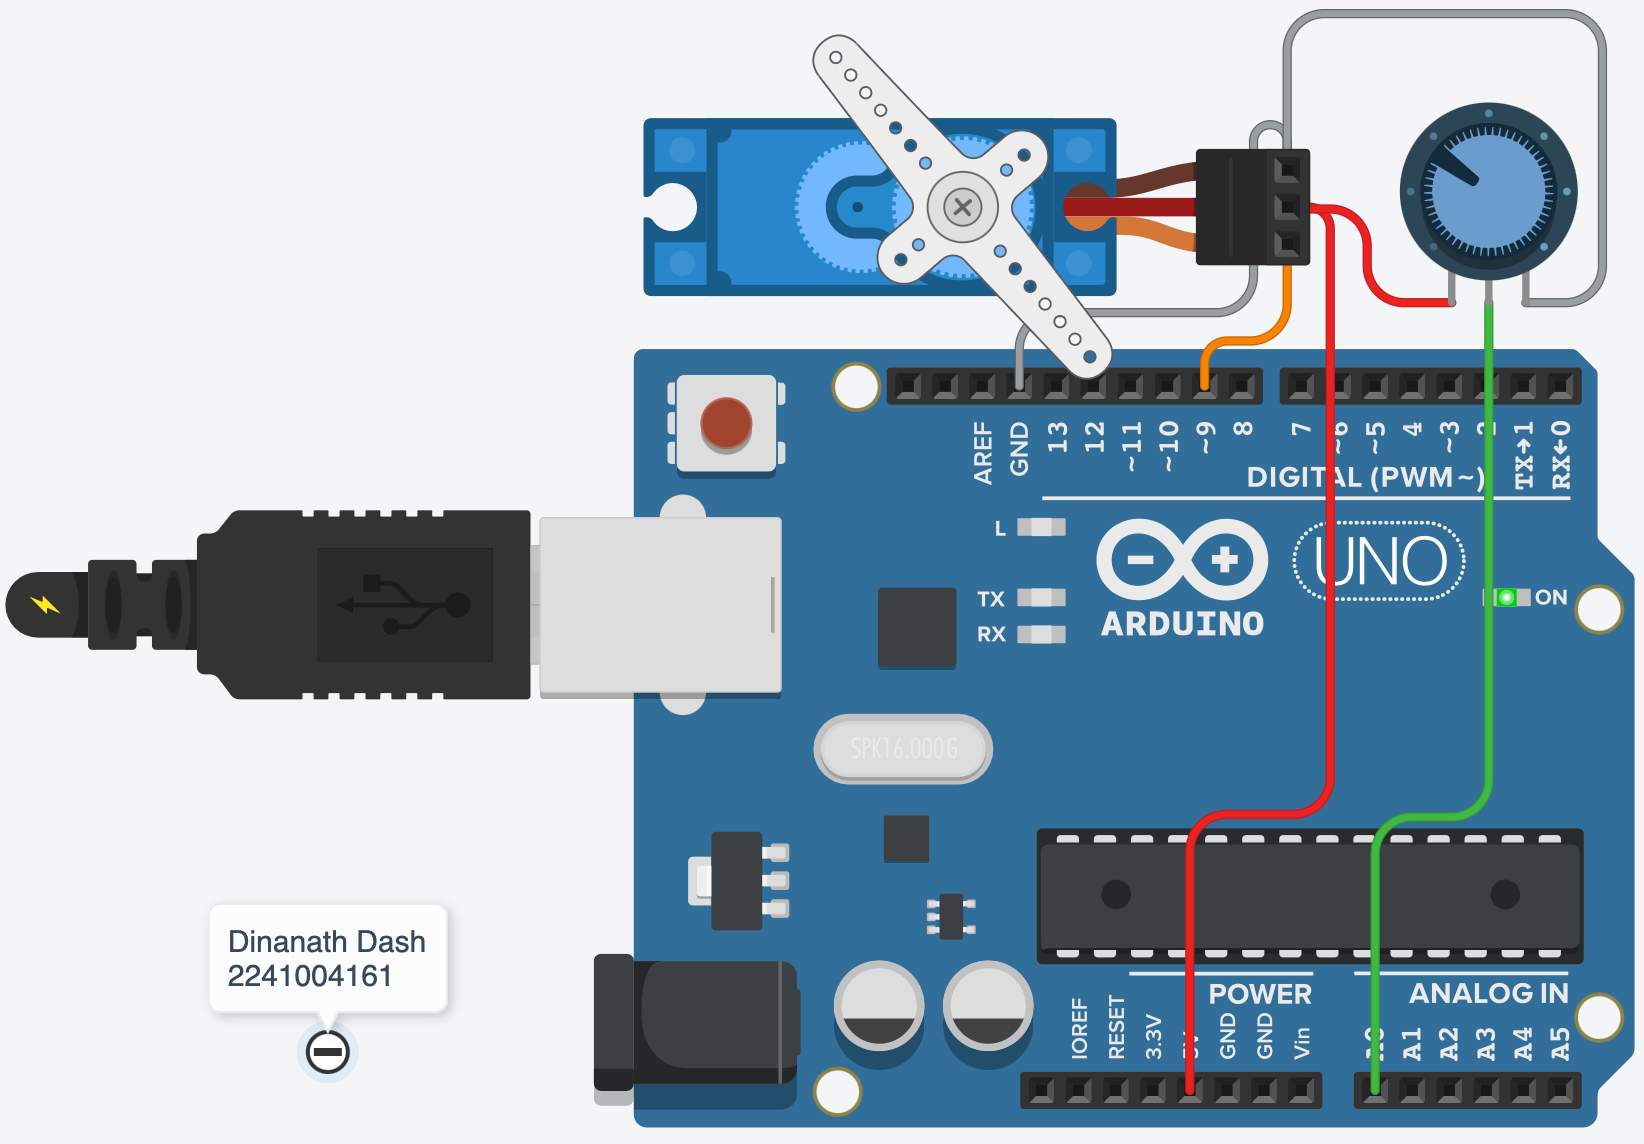 AREF
GND
13
12
~11
~10
~9
8
7
~6
~5
4
~3
2
TX→1
RX←0
DIGITAL (PWM ~)
L
TX
RX
ARDUINO
UNO
ON
SPK16.000G
Dinanath Dash
2241004161
POWER
ANALOG IN
IOREF
RESET
3.3V
5V
GND
GND
Vin
A0
A1
A2
A3
A4
A5